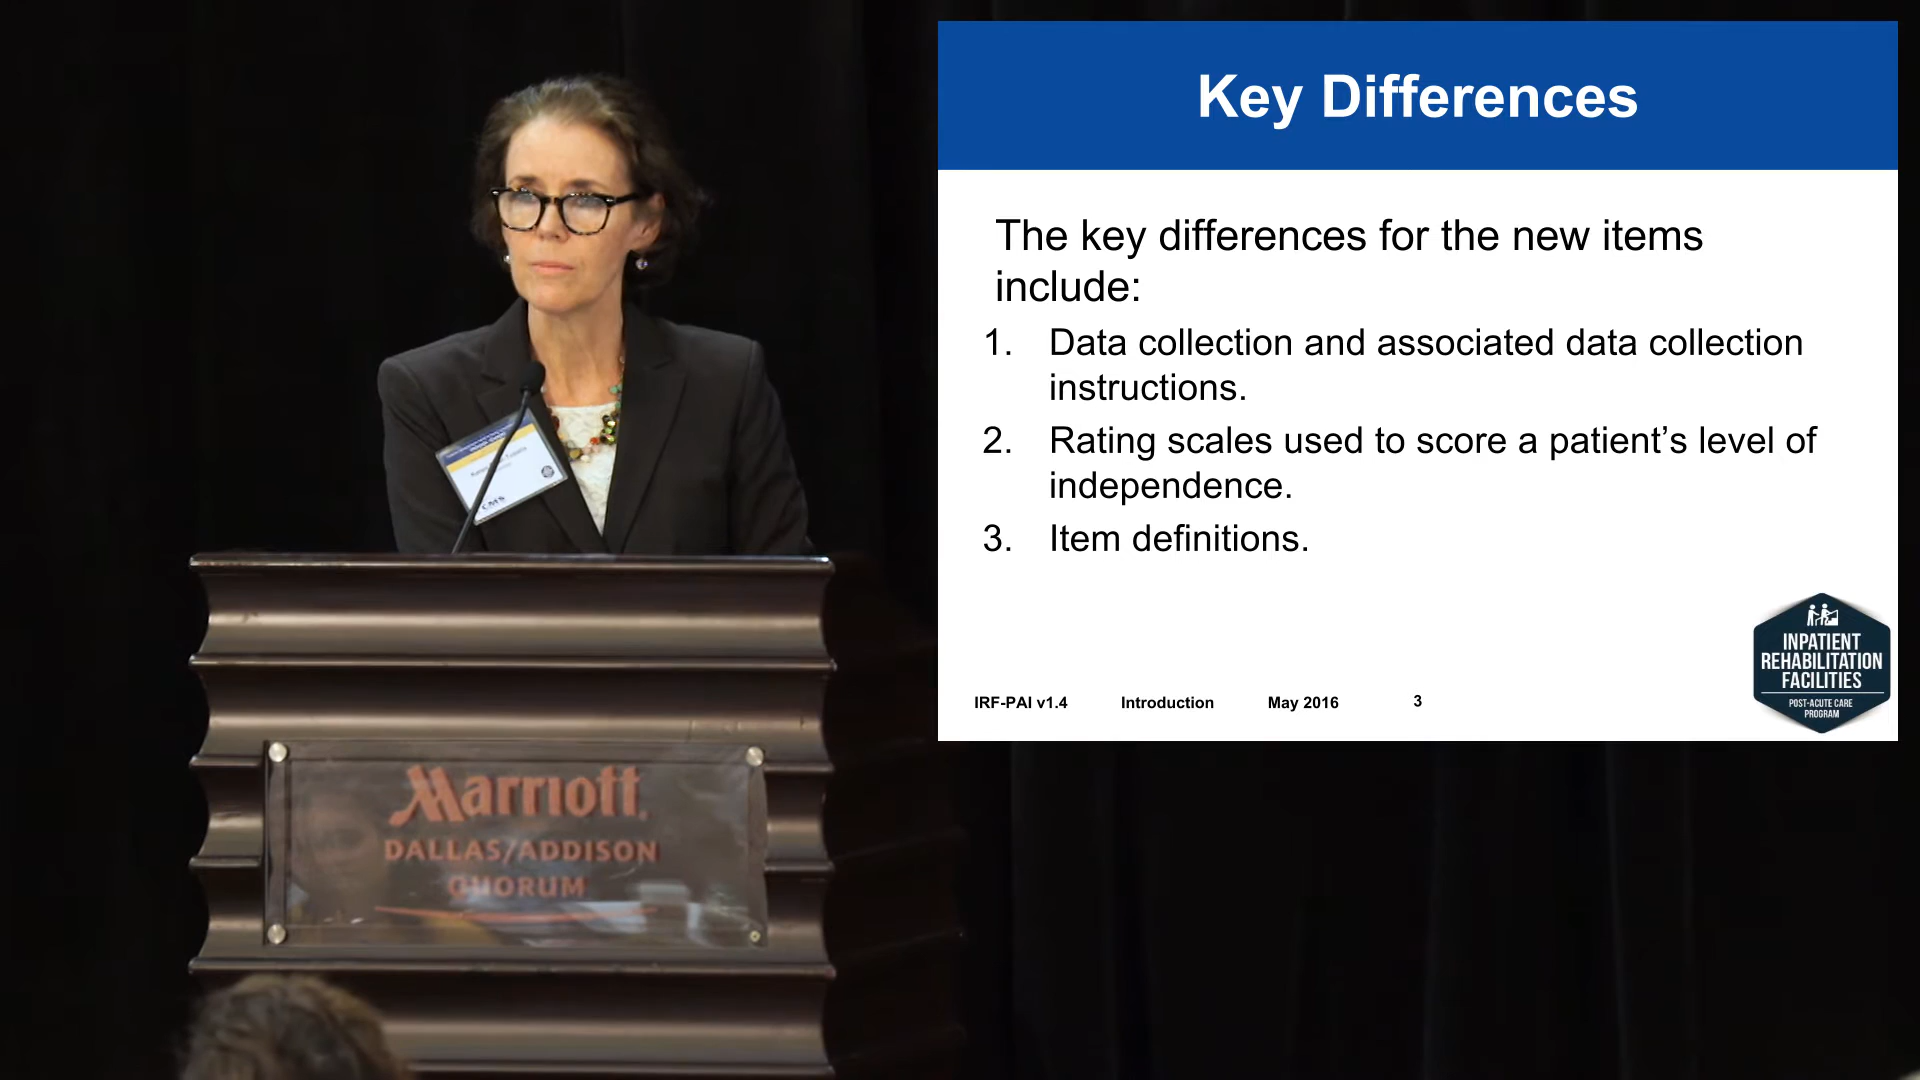 Key Differences
The key differences for the new items
include:
1. Data collection and associated data collection
instructions.
2. Rating scales used to score a patient’s level of
independence.
3. Item definitions.
IRF-PAI v1.4 Introduction May 2016 3
INPATIENT
REHABILITATION
FACILITIES
POST-ACUTE CARE
PROGRAM
CMS
Marriott
DALLAS/ADDISON
QUORUM